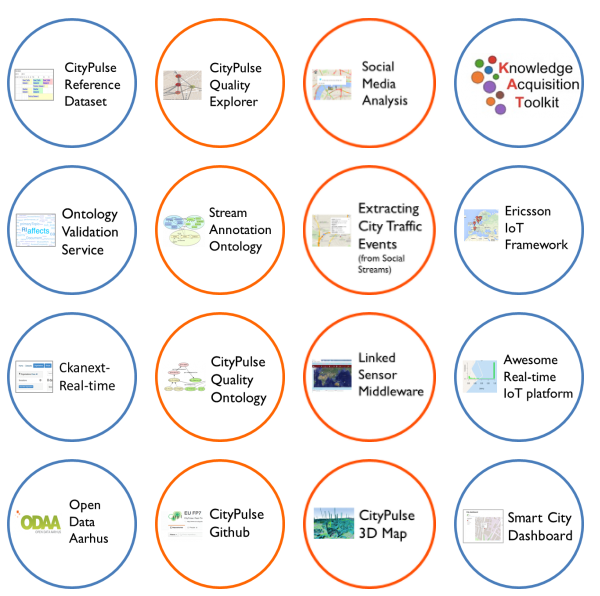 CityPulse
Reference
Dataset
CityPulse
Quality
Explorer
Social
Media
Analysis
Knowledge
Acquisition
Toolkit
Ontology
Validation
Service
affects
Stream
Annotation
Ontology
Extracting
City Traffic
Events
(from Social
Streams)
Ericsson
IoT
Framework
Ckanext-
Real-time
CityPulse
Quality
Ontology
Linked
Sensor
Middleware
Awesome
Real-time
IoT platform
ODAA
Open
Data
Aarhus
EU FP7
CityPulse
Github
CityPulse
3D Map
Smart City
Dashboard